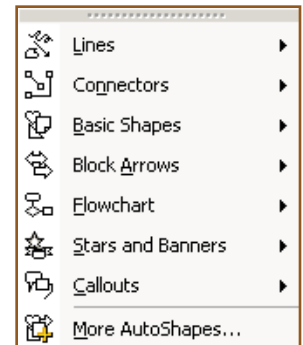 Lines
Connectors
Basic Shapes
Block Arrows
Flowchart
Stars and Banners
Callouts
More AutoShapes...